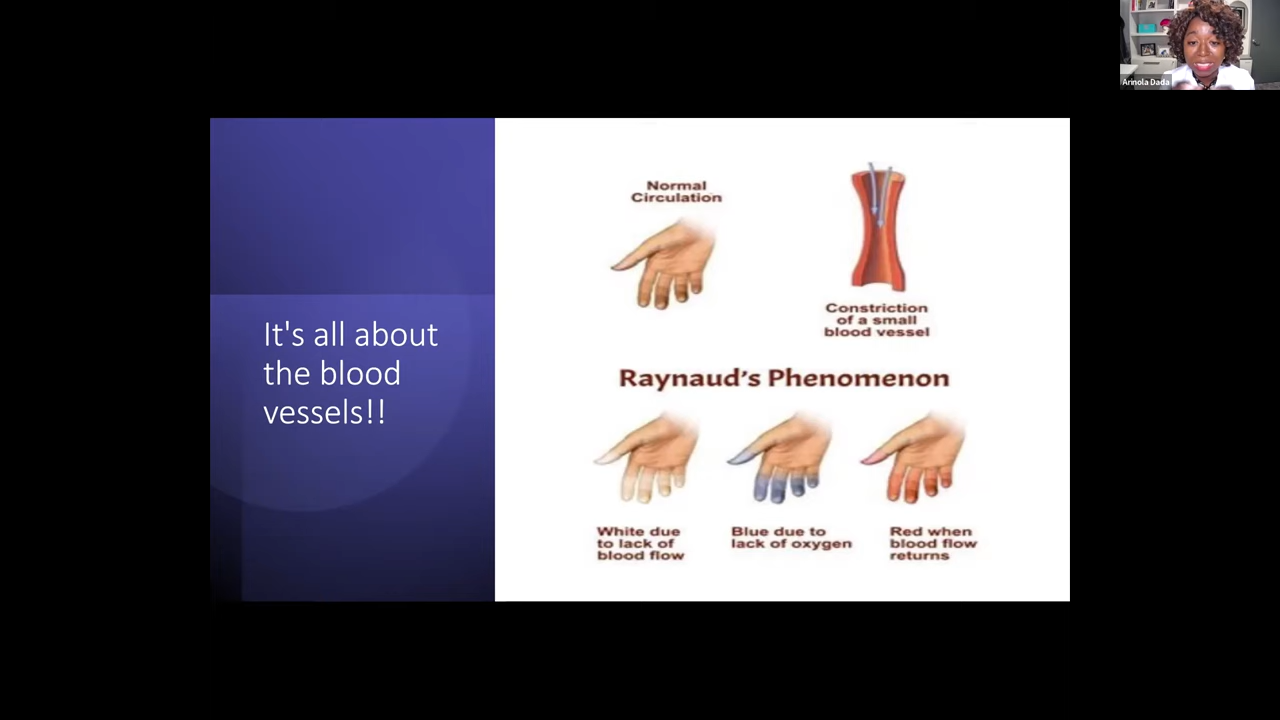 Arinola Dada
It's all about
the blood
vessels!!
Normal
Circulation
Constriction
of a small
blood vessel
Raynaud's Phenomenon
White due
to lack of
blood flow
Blue due to
lack of oxygen
Red when
blood flow
returns